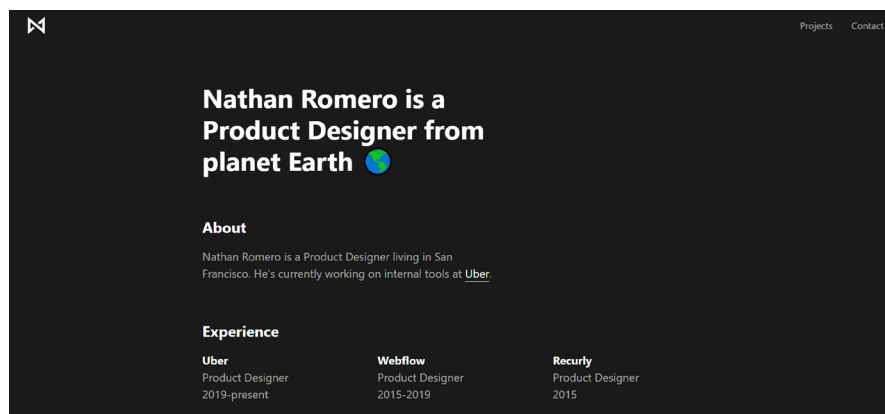 Projects Contact
Nathan Romero is a
Product Designer from
planet Earth 🌎
About
Nathan Romero is a Product Designer living in San
Francisco. He's currently working on internal tools at Uber.
Experience
Uber Webflow Recurly
Product Designer Product Designer Product Designer
2019-present 2015-2019 2015